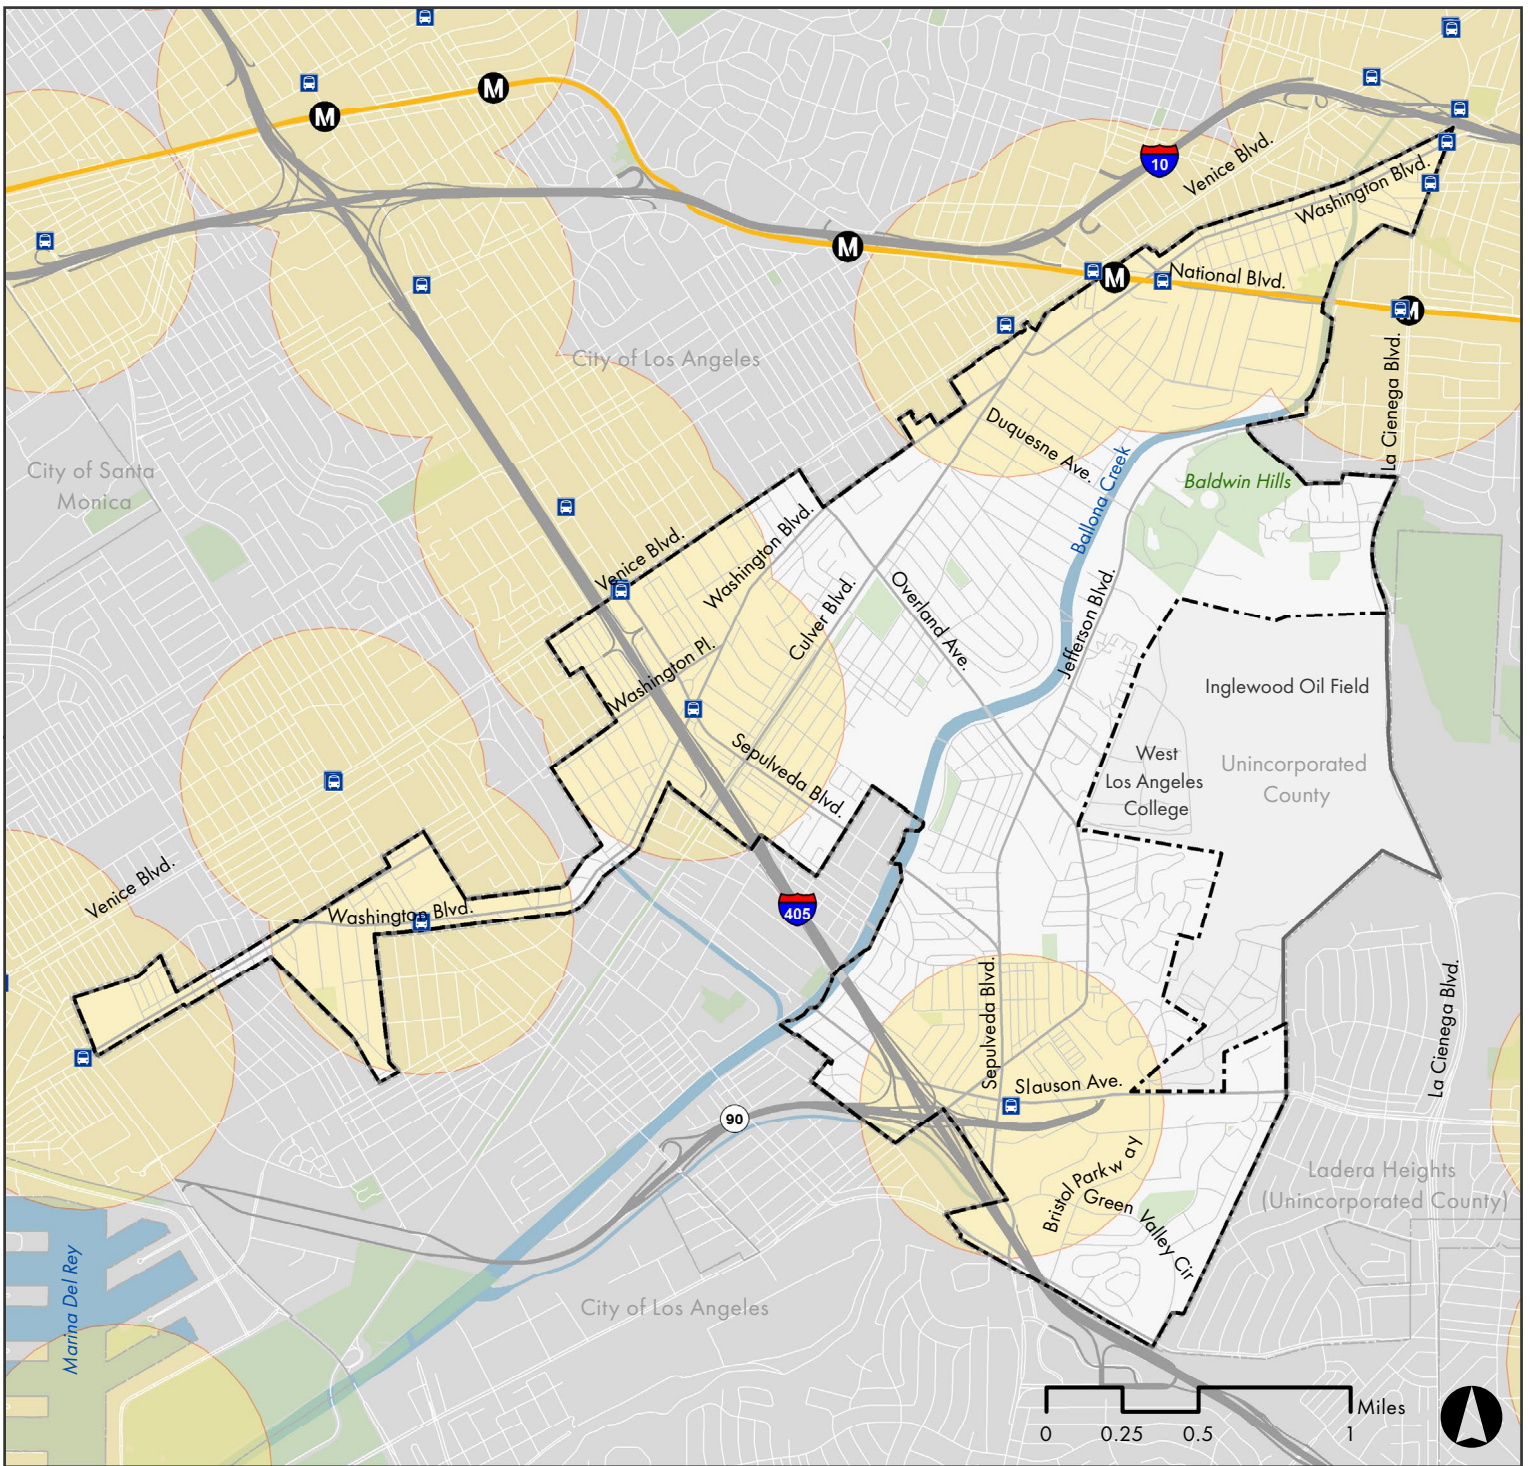 M
M
10
Venice Blvd.
Washington Blvd.
M
M
National Blvd.
M
City of Los Angeles
La Cienega Blvd.
Duquesne Ave.
City of Santa
Monica
Ballona Creek
Baldwin Hills
Venice Blvd.
Washington Blvd.
Culver Blvd.
Overland Ave.
Jefferson Blvd.
Washington Pl.
Inglewood Oil Field
Sepulveda Blvd.
West
Los Angeles
College
Unincorporated
County
Venice Blvd.
Washington Blvd.
405
Sepulveda Blvd.
La Cienega Blvd.
Slauson Ave.
90
Bristol Parkway
Green Valley Cir
Ladera Heights
(Unincorporated County)
Marina Del Rey
City of Los Angeles
Miles
0 0.25 0.5 1